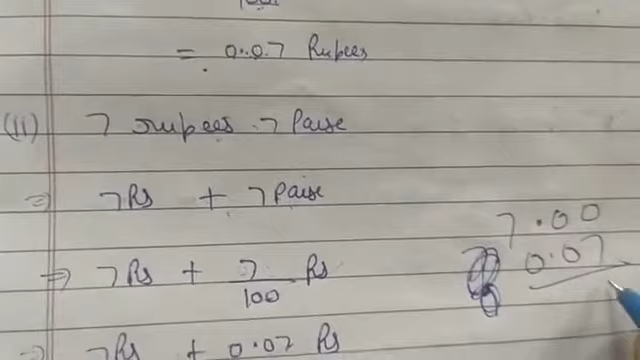 100
= 0.07 Rupees
(ii) 7 rupees 7 Paise
⇒ 7Rs + 7 Paise
⇒ 7Rs + 7/100 Rs
7.00
0.07
⇒ 7Rs + 0.07 Rs